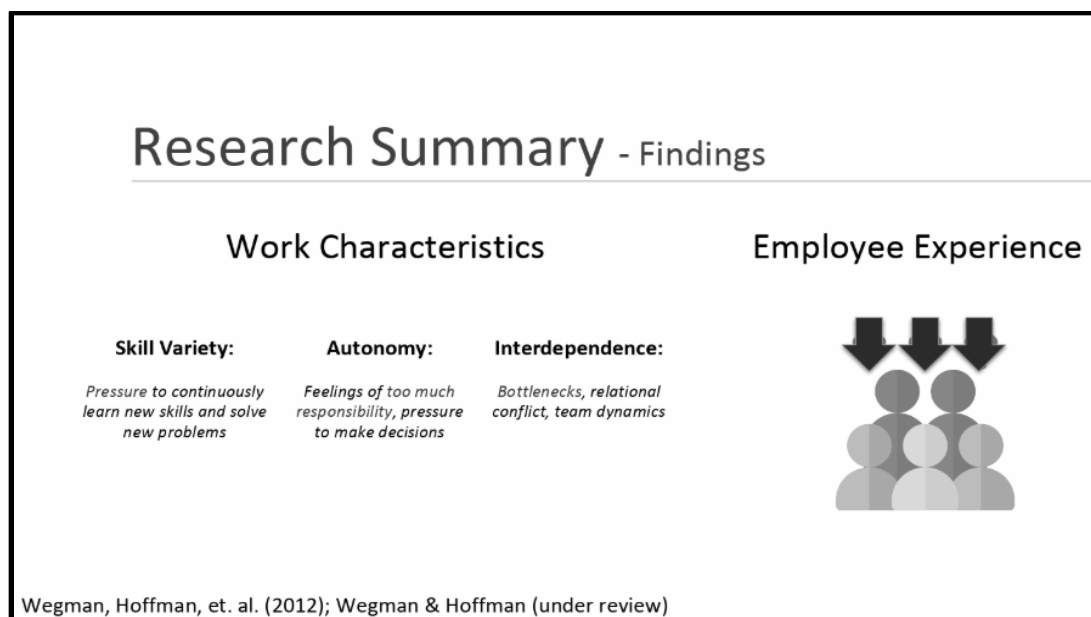 Research Summary - Findings
Work Characteristics
Employee Experience
Skill Variety:
Pressure to continuously
learn new skills and solve
new problems
Autonomy:
Feelings of too much
responsibility, pressure
to make decisions
Interdependence:
Bottlenecks, relational
conflict, team dynamics
Wegman, Hoffman, et. al. (2012); Wegman & Hoffman (under review)